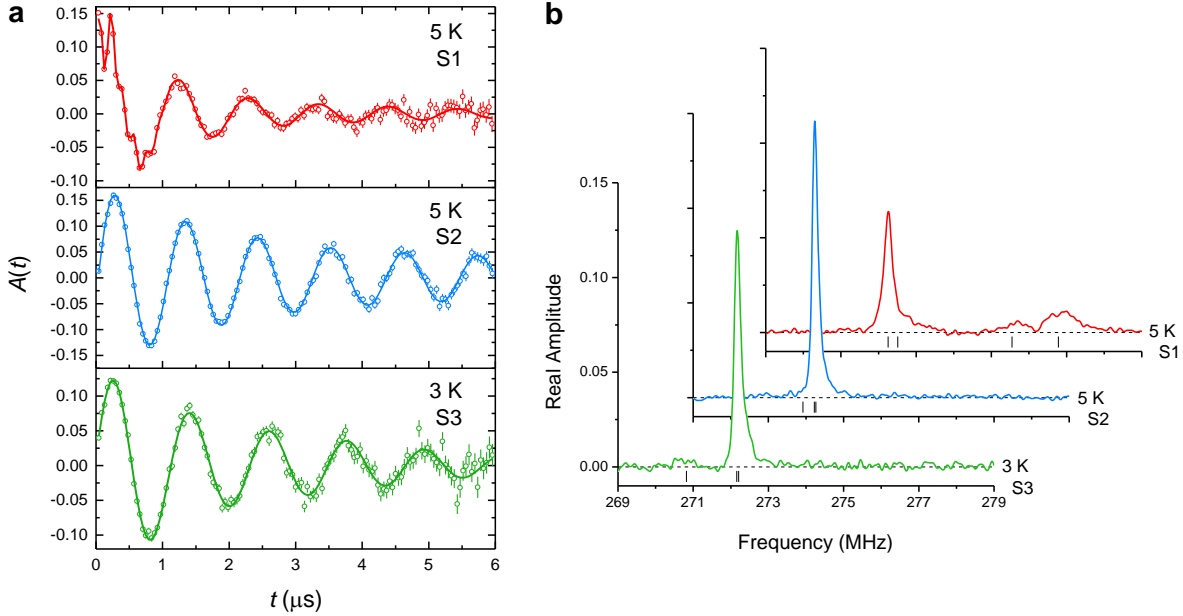 a
b
0.15
0.10
0.05
0.00
-0.05
-0.10
5 K
S1
0.15
0.10
0.05
0.00
-0.05
-0.10
-0.15
5 K
S2
0.10
0.05
0.00
-0.05
-0.10
3 K
S3
A(t)
0 1 2 3 4 5 6
t (μs)
0.15
0.10
0.05
0.00
Real Amplitude
5 K
S1
5 K
S2
3 K
S3
269 271 273 275 277 279
Frequency (MHz)